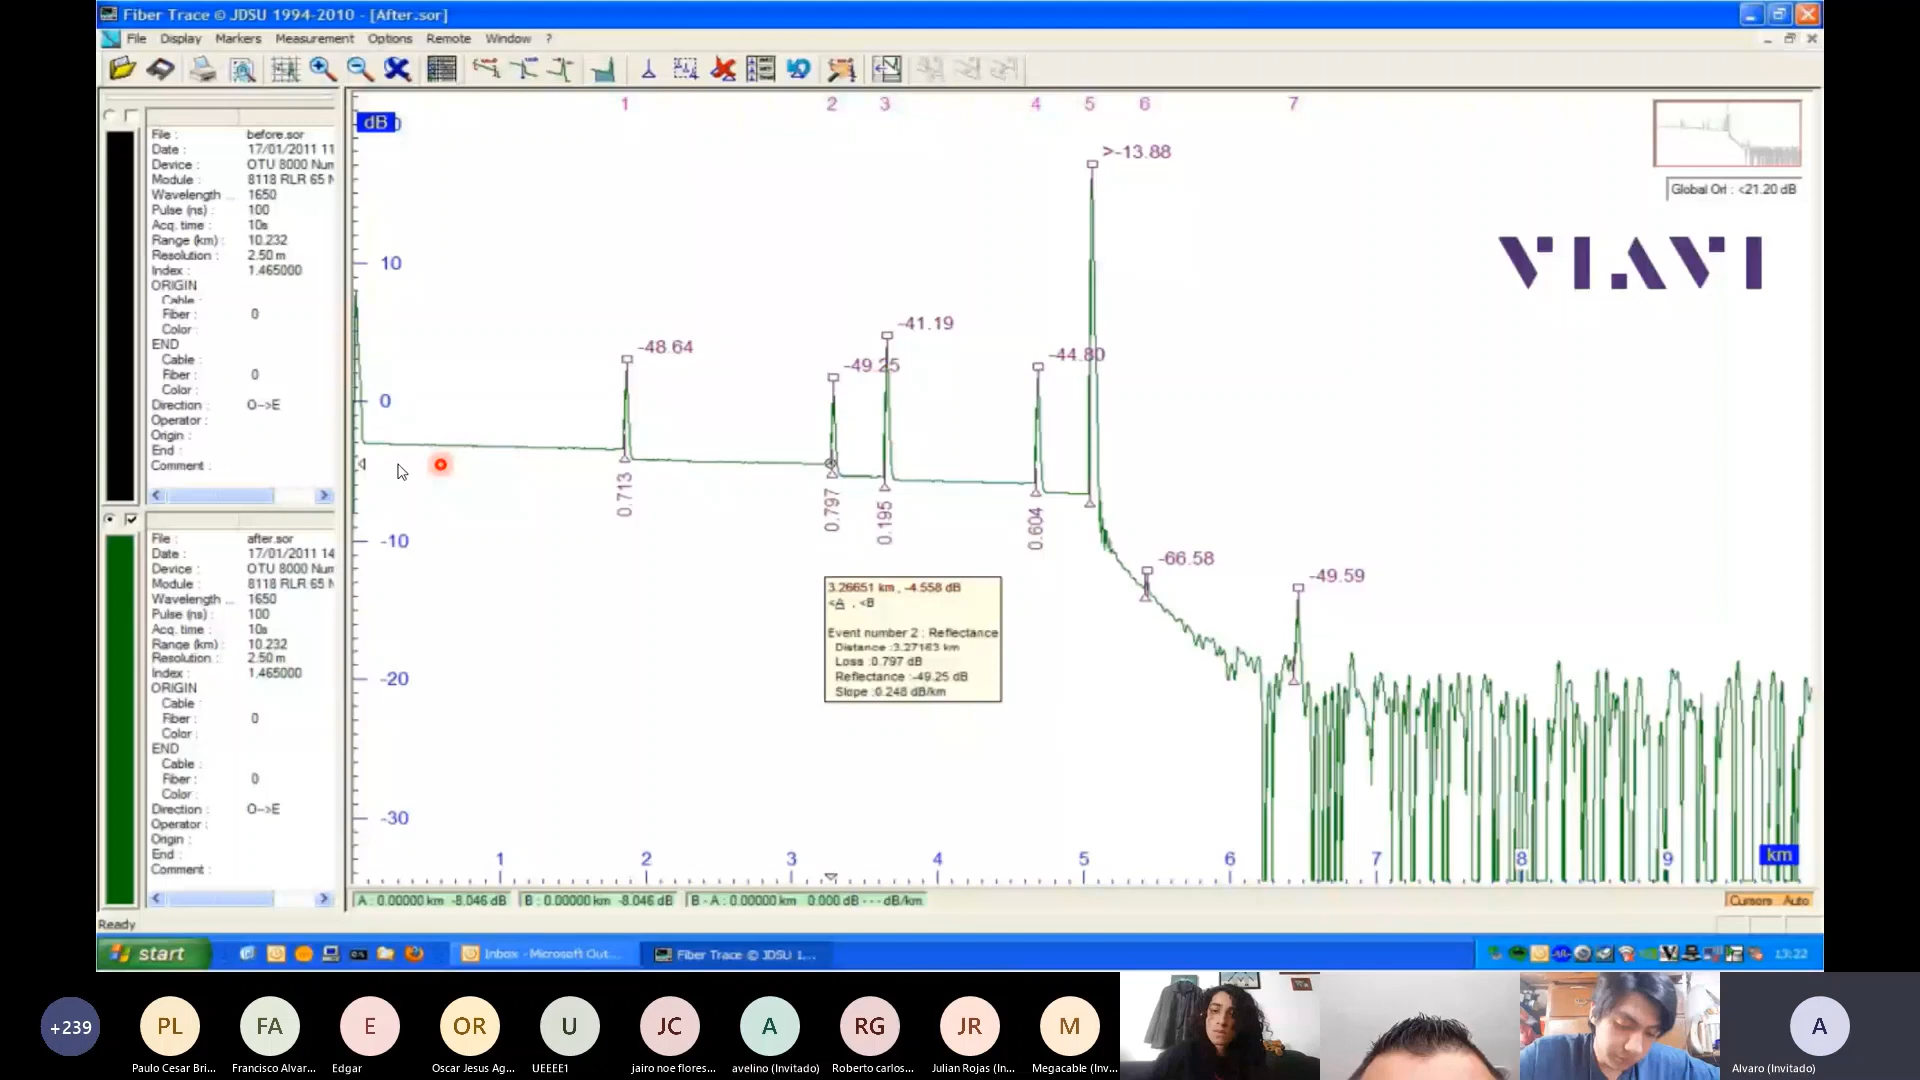 Fiber Trace © JDSU 1994-2010 - [After.sor]
File Display Markers Measurement Options Remote Window ?
File : before.sor
Date : 17/01/2011 11
Device : OTU 8000 Num
Module : 8118 RLR 65 N
Wavelength ... 1650
Pulse (ns) : 100
Acq. time : 10s
Range (km) : 10.232
Resolution : 2.50 m
Index : 1.465000
ORIGIN
Cable :
Fiber : 0
Color :
END
Cable :
Fiber : 0
Color :
Direction : O-->E
Operator :
Origin :
End :
Comment :
File : after.sor
Date : 17/01/2011 14
Device : OTU 8000 Num
Module : 8118 RLR 65 N
Wavelength ... 1650
Pulse (ns) : 100
Acq. time : 10s
Range (km) : 10.232
Resolution : 2.50 m
Index : 1.465000
ORIGIN
Cable :
Fiber : 0
Color :
END
Cable :
Fiber : 0
Color :
Direction : O-->E
Operator :
Origin :
End :
Comment :
1 2 3 4 5 6 7
dB
10
0
-10
-20
-30
>-13.88
-48.64
-49.25
-41.19
-44.80
-66.58
-49.59
0.713
0.797
0.195
0.604
Global Orl : <21.20 dB
VIAVI
3.26651 km , -4.558 dB
<A , <B
Event number 2 : Reflectance
Distance :3.27163 km
Loss :0.797 dB
Reflectance :-49.25 dB
Slope :0.248 dB/km
1 2 3 4 5 6 7 8 9 km
A : 0.00000 km -8.046 dB B : 0.00000 km -8.046 dB B - A : 0.00000 km 0.000 dB - - - dB/km
Cursors Auto
Ready
start Inbox - Microsoft Out... Fiber Trace © JDSU 1... 13:22
+239 PL FA E OR U JC A RG JR M A
Paulo Cesar Bri... Francisco Alvar... Edgar Oscar Jesus Ag... UEEEE1 jairo noe flores... avelino (Invitado) Roberto carlos... Julian Rojas (In... Megacable (Inv... Alvaro (Invitado)